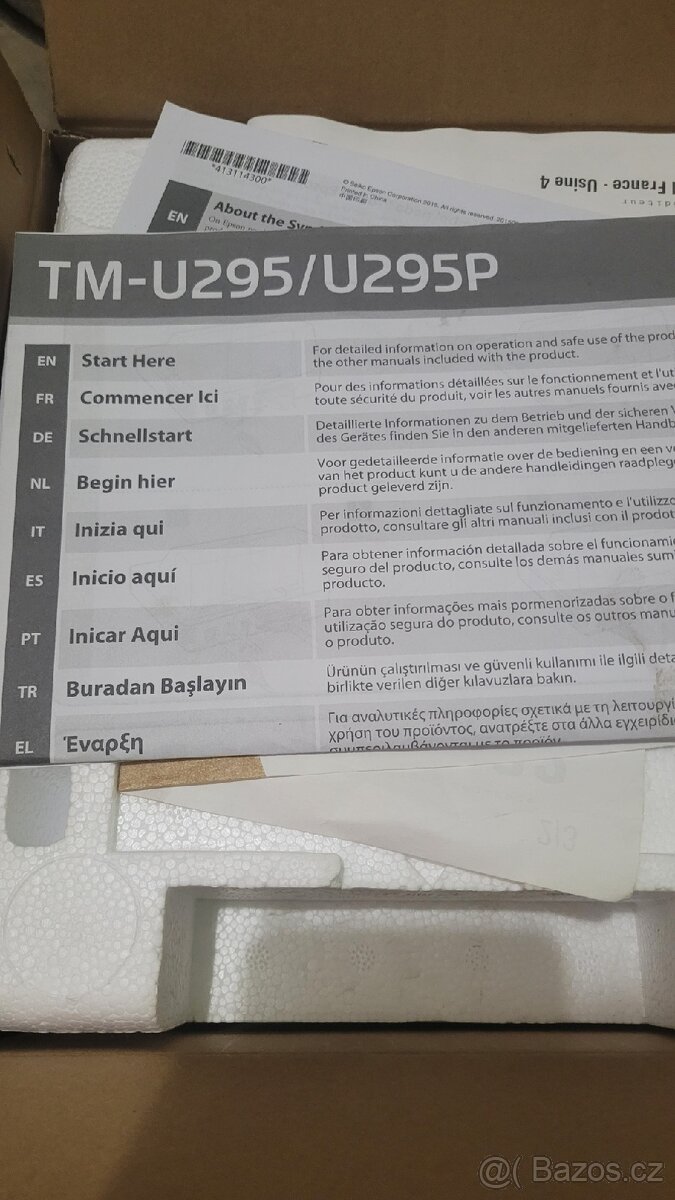 *413114300*
© Seiko Epson Corporation 2015. All rights reserved.
Printed in China
France - Usine 4
EN About the
TM-U295/U295P
EN Start Here For detailed information on operation and safe use of the
the other manuals included with the product.
FR Commencer Ici Pour des informations détaillées sur le fonctionnement et
toute sécurité du produit, voir les autres manuels fournis
DE Schnellstart Detaillierte Informationen zu dem Betrieb und der sicheren
des Gerätes finden Sie in den anderen mitgelieferten
NL Begin hier Voor gedetailleerde informatie over de bediening en een
van het product kunt u de andere handleidingen
product geleverd zijn.
IT Inizia qui Per informazioni dettagliate sul funzionamento e
prodotto, consultare gli altri manuali inclusi con il
ES Inicio aquí Para obtener información detallada sobre el
seguro del producto, consulte los demás manuales
producto.
PT Inicar Aqui Para obter informações mais pormenorizadas sobre o
utilização segura do produto, consulte os outros
o produto.
TR Buradan Başlayın Ürünün çalıştırılması ve güvenli kullanımı ile ilgili
birlikte verilen diğer kılavuzlara bakın.
EL Έναρξη Για αναλυτικές πληροφορίες σχετικά με τη
χρήση του προϊόντος, ανατρέξτε στα άλλα
συμπεριλαμβάνονται με το προϊόν.
@( Bazos.cz